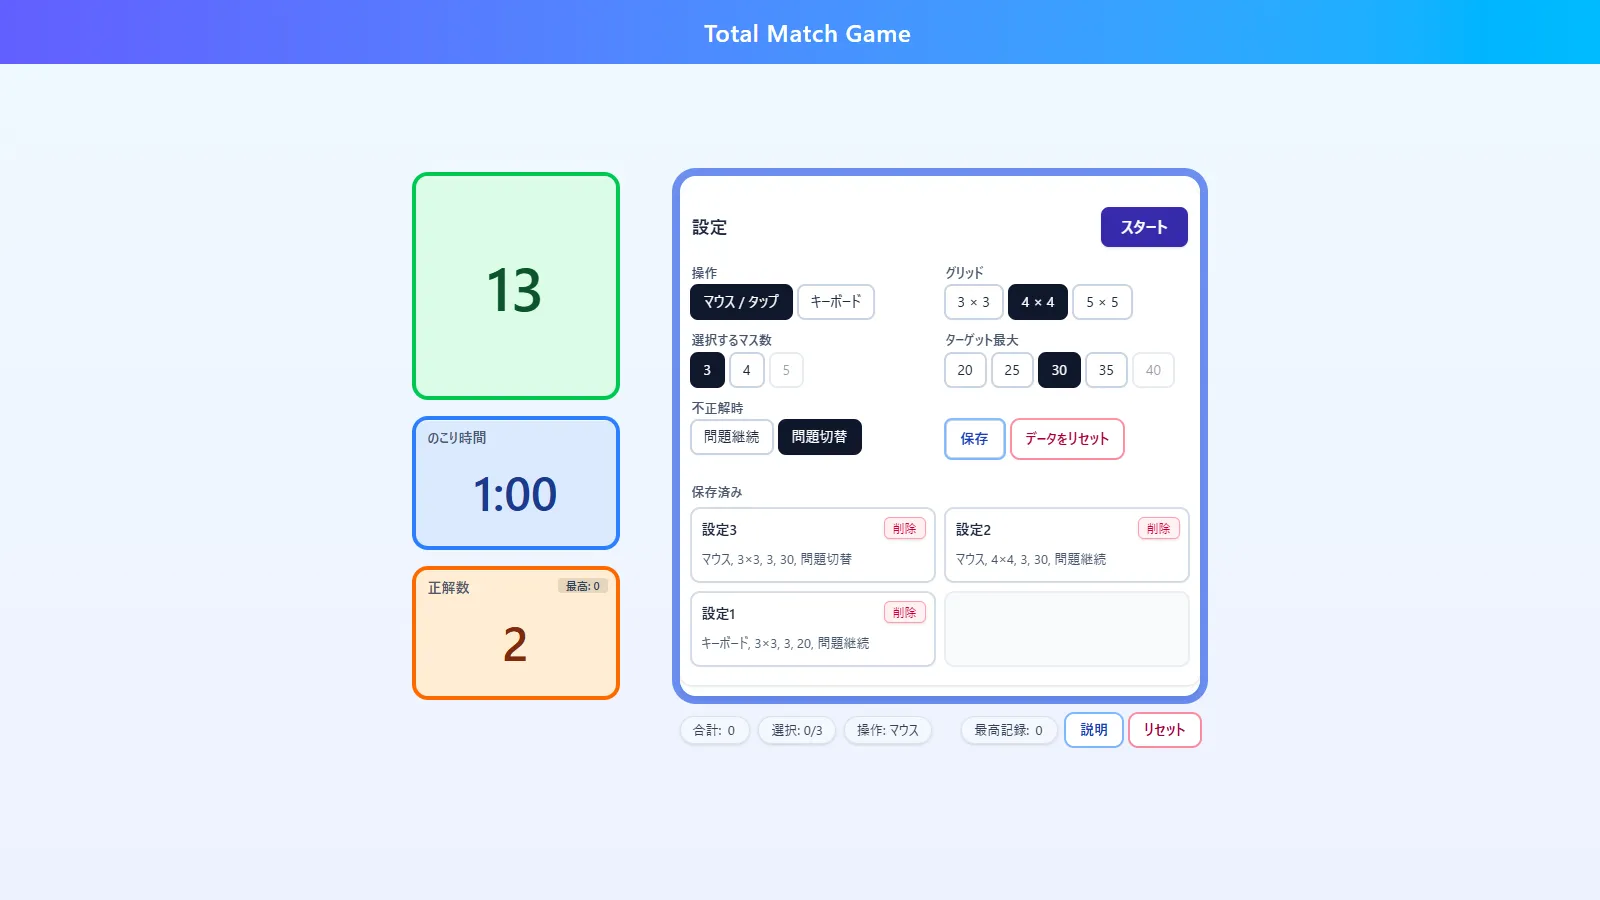 Total Match Game
13
のこり時間
1:00
正解数
最高: 0
2
設定
スタート
操作
マウス / タップ
キーボード
グリッド
3 × 3
4 × 4
5 × 5
選択するマス数
3
4
5
ターゲット最大
20
25
30
35
40
不正解時
問題継続
問題切替
保存
データをリセット
保存済み
設定3
削除
マウス, 3×3, 3, 30, 問題切替
設定2
削除
マウス, 4×4, 3, 30, 問題継続
設定1
削除
キーボード, 3×3, 3, 20, 問題継続
合計: 0
選択: 0/3
操作: マウス
最高記録: 0
説明
リセット